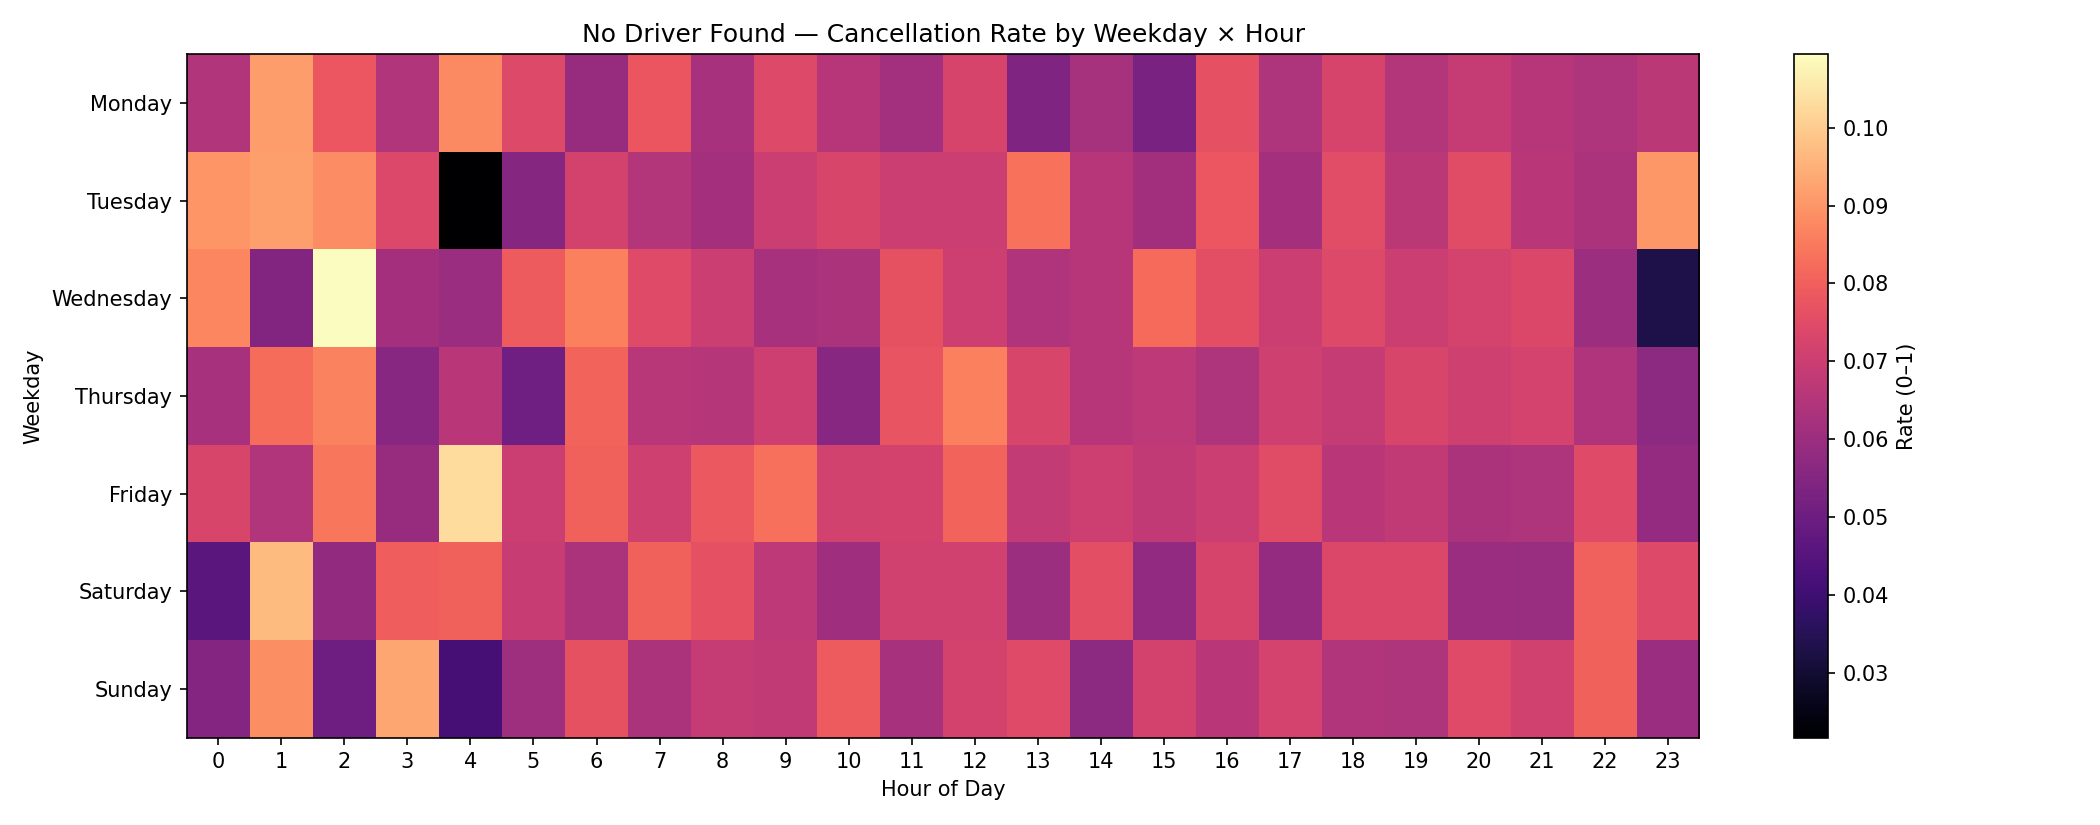 No Driver Found — Cancellation Rate by Weekday × Hour
Weekday
Monday
Tuesday
Wednesday
Thursday
Friday
Saturday
Sunday
0 1 2 3 4 5 6 7 8 9 10 11 12 13 14 15 16 17 18 19 20 21 22 23
Hour of Day
0.10
0.09
0.08
0.07
0.06
0.05
0.04
0.03
Rate (0–1)